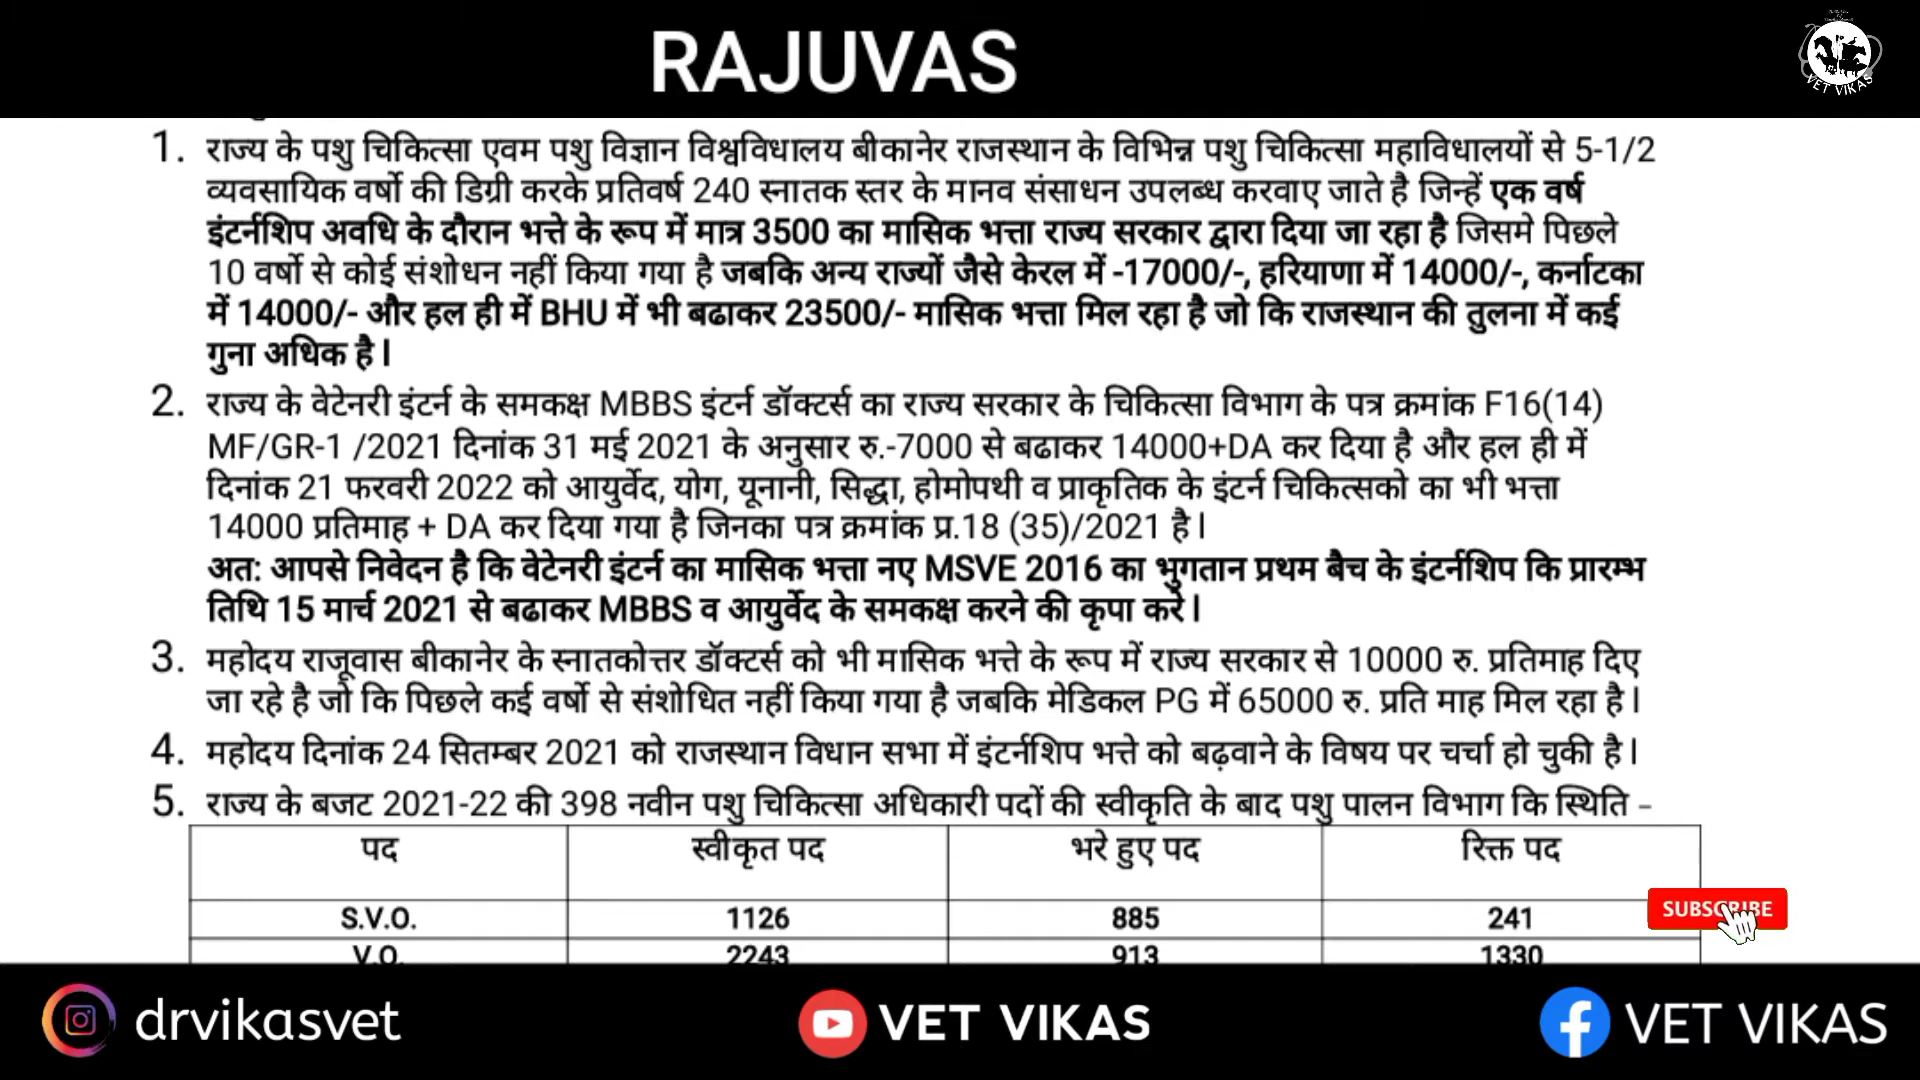 RAJUVAS
VET VIKAS
1. राज्य के पशु चिकित्सा एवम पशु विज्ञान विश्वविधालय बीकानेर राजस्थान के विभिन्न पशु चिकित्सा महाविधालयों से 5-1/2
व्यवसायिक वर्षो की डिग्री करके प्रतिवर्ष 240 स्नातक स्तर के मानव संसाधन उपलब्ध करवाए जाते है जिन्हें एक वर्ष
इंटर्नशिप अवधि के दौरान भत्ते के रूप में मात्र 3500 का मासिक भत्ता राज्य सरकार द्वारा दिया जा रहा है जिसमे पिछले
10 वर्षो से कोई संशोधन नहीं किया गया है जबकि अन्य राज्यों जैसे केरल में -17000/-, हरियाणा में 14000/-, कर्नाटका
में 14000/- और हल ही में BHU में भी बढाकर 23500/- मासिक भत्ता मिल रहा है जो कि राजस्थान की तुलना में कई
गुना अधिक है l
2. राज्य के वेटेनरी इंटर्न के समकक्ष MBBS इंटर्न डॉक्टर्स का राज्य सरकार के चिकित्सा विभाग के पत्र क्रमांक F16(14)
MF/GR-1 /2021 दिनांक 31 मई 2021 के अनुसार रु.-7000 से बढाकर 14000+DA कर दिया है और हल ही में
दिनांक 21 फरवरी 2022 को आयुर्वेद, योग, यूनानी, सिद्धा, होमोपथी व प्राकृतिक के इंटर्न चिकित्सको का भी भत्ता
14000 प्रतिमाह + DA कर दिया गया है जिनका पत्र क्रमांक प्र.18 (35)/2021 है l
अत: आपसे निवेदन है कि वेटेनरी इंटर्न का मासिक भत्ता नए MSVE 2016 का भुगतान प्रथम बैच के इंटर्नशिप कि प्रारम्भ
तिथि 15 मार्च 2021 से बढाकर MBBS व आयुर्वेद के समकक्ष करने की कृपा करे l
3. महोदय राजूवास बीकानेर के स्नातकोत्तर डॉक्टर्स को भी मासिक भत्ते के रूप में राज्य सरकार से 10000 रु. प्रतिमाह दिए
जा रहे है जो कि पिछले कई वर्षो से संशोधित नहीं किया गया है जबकि मेडिकल PG में 65000 रु. प्रति माह मिल रहा है l
4. महोदय दिनांक 24 सितम्बर 2021 को राजस्थान विधान सभा में इंटर्नशिप भत्ते को बढ़वाने के विषय पर चर्चा हो चुकी है l
5. राज्य के बजट 2021-22 की 398 नवीन पशु चिकित्सा अधिकारी पदों की स्वीकृति के बाद पशु पालन विभाग कि स्थिति –
पद स्वीकृत पद भरे हुए पद रिक्त पद
S.V.O. 1126 885 241
SUBSCRIBE
V.O. 2243 913 1330
drvikasvet VET VIKAS VET VIKAS